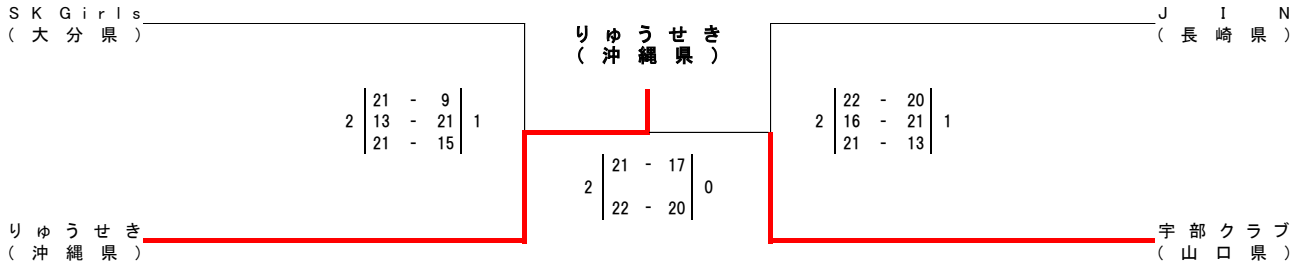 SK Girls
(大分県)
りゅうせき
(沖縄県)
JIN
(長崎県)
21 - 9
2 13 - 21 1
21 - 15
22 - 20
2 16 - 21 1
21 - 13
21 - 17
2 0
22 - 20
りゅうせき
(沖縄県)
宇部クラブ
(山口県)